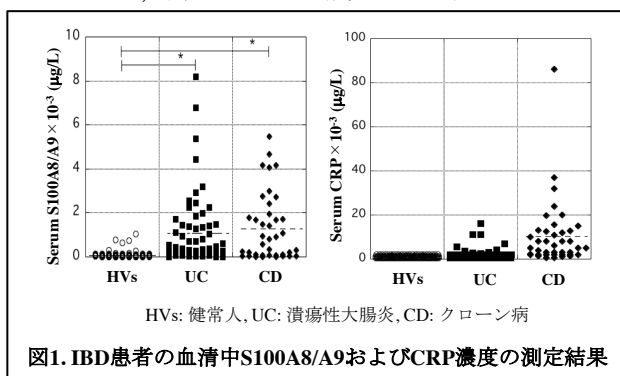 Serum S100A8/A9 × 10⁻³ (μg/L)
10
8
6
4
2
0
*
*
HVs
UC
CD
Serum CRP × 10⁻³ (μg/L)
100
80
60
40
20
0
HVs
UC
CD
HVs: 健常人, UC: 潰瘍性大腸炎, CD: クローン病
図1. IBD患者の血清中S100A8/A9およびCRP濃度の測定結果